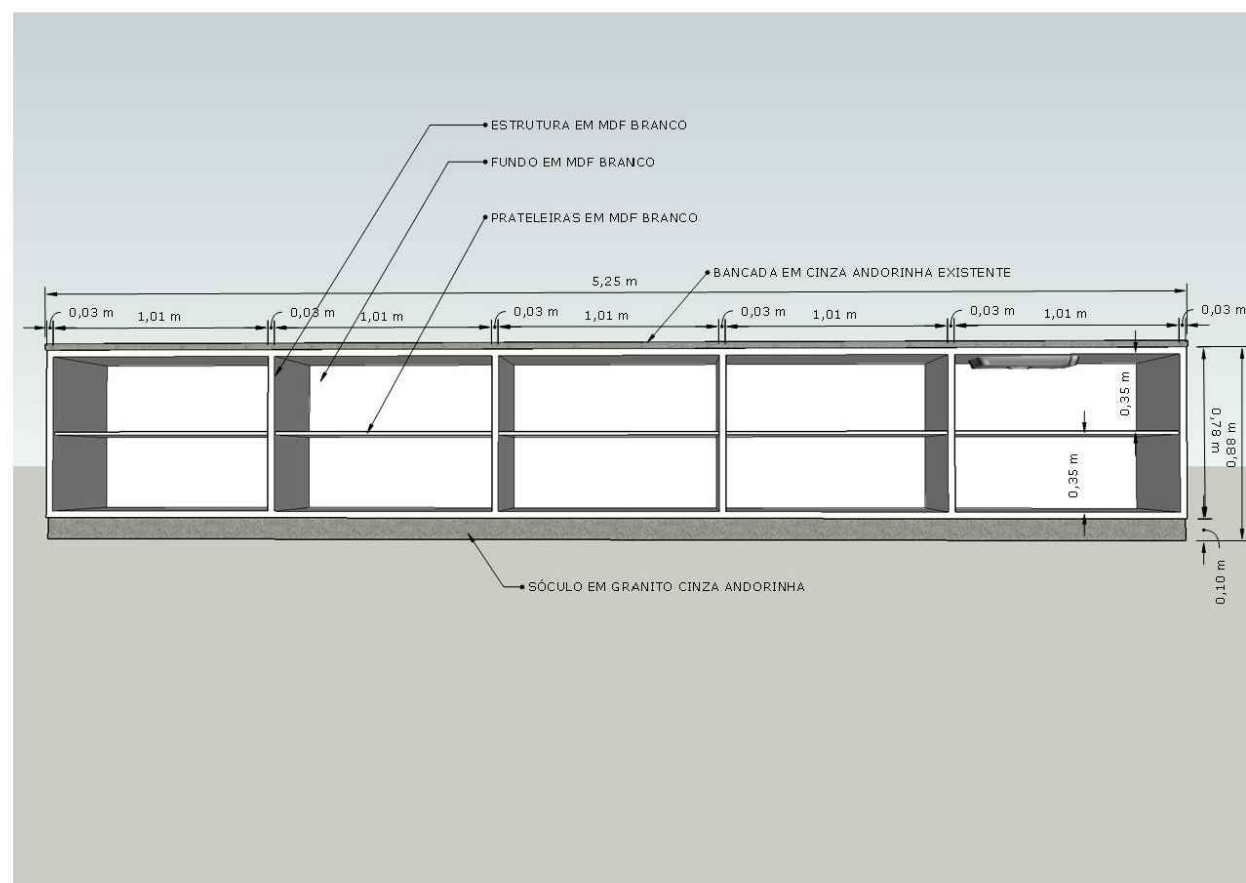 ESTRUTURA EM MDF BRANCO
FUNDO EM MDF BRANCO
PRATELEIRAS EM MDF BRANCO
BANCADA EM CINZA ANDORINHA EXISTENTE
5,25 m
0,03 m 1,01 m 0,03 m 1,01 m 0,03 m 1,01 m 0,03 m 1,01 m 0,03 m 1,01 m 0,03 m
0,35 m
0,35 m
0,78 m
0,88 m
0,10 m
SÓCULO EM GRANITO CINZA ANDORINHA